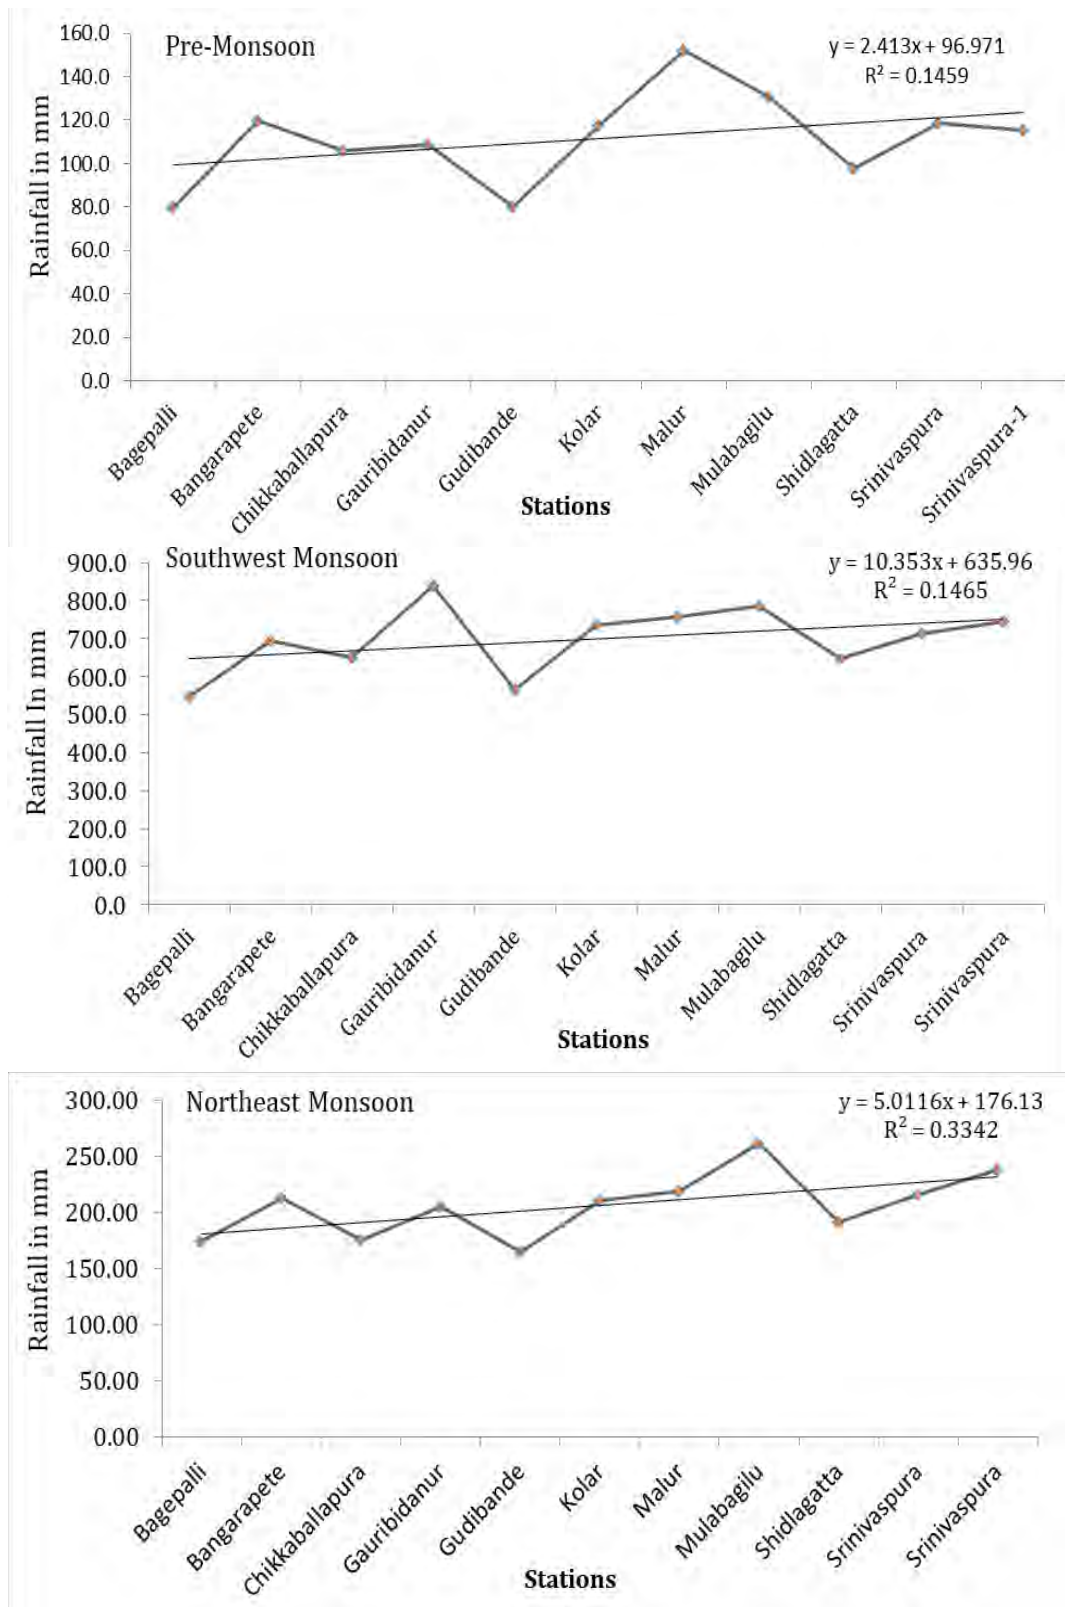 Pre-Monsoon
y = 2.413x + 96.971
R² = 0.1459
160.0
140.0
120.0
100.0
80.0
60.0
40.0
20.0
0.0
Rainfall in mm
Bagepalli
Bangarapete
Chikkaballapura
Gauribidanur
Gudibande
Kolar
Malur
Mulabagilu
Shidlagatta
Srinivaspura
Srinivaspura-1
Stations
Southwest Monsoon
y = 10.353x + 635.96
R² = 0.1465
900.0
800.0
700.0
600.0
500.0
400.0
300.0
200.0
100.0
0.0
Rainfall In mm
Bagepalli
Bangarapete
Chikkaballapura
Gauribidanur
Gudibande
Kolar
Malur
Mulabagilu
Shidlagatta
Srinivaspura
Srinivaspura
Stations
Northeast Monsoon
y = 5.0116x + 176.13
R² = 0.3342
300.00
250.00
200.00
150.00
100.00
50.00
0.00
Rainfall in mm
Bagepalli
Bangarapete
Chikkaballapura
Gauribidanur
Gudibande
Kolar
Malur
Mulabagilu
Shidlagatta
Srinivaspura
Srinivaspura
Stations